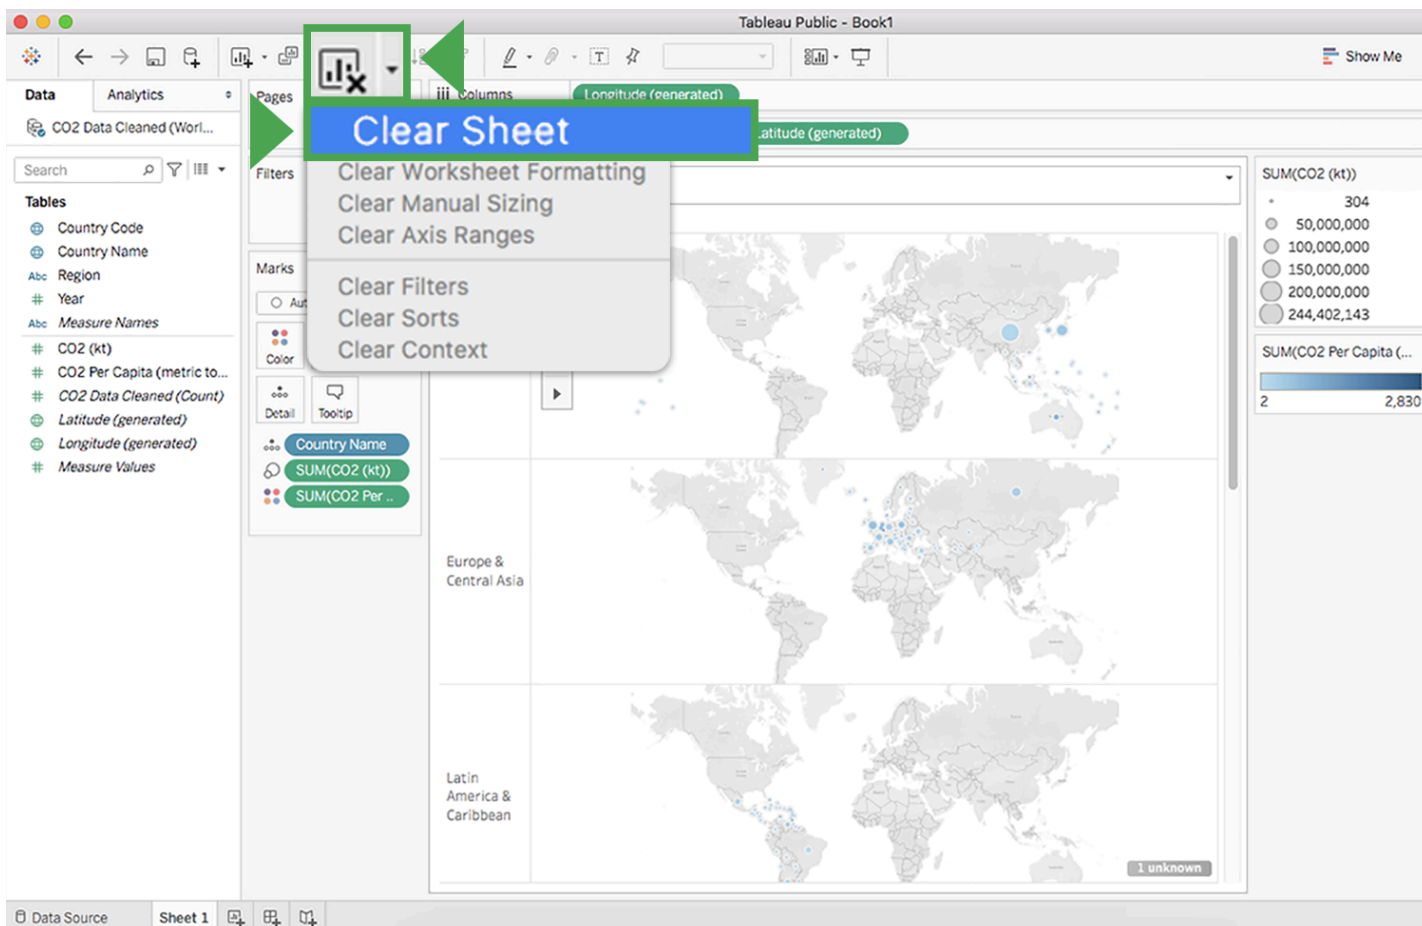 Tableau Public - Book1
Show Me
Data
Analytics
Pages
Columns
Longitude (generated)
CO2 Data Cleaned (Worl...
Clear Sheet
Latitude (generated)
Search
Filters
Clear Worksheet Formatting
Clear Manual Sizing
Clear Axis Ranges
Clear Filters
Clear Sorts
Clear Context
Tables
Country Code
Country Name
Abc Region
Year
Abc Measure Names
CO2 (kt)
CO2 Per Capita (metric to...
CO2 Data Cleaned (Count)
Latitude (generated)
Longitude (generated)
Measure Values
Marks
Color
Detail
Tooltip
Country Name
SUM(CO2 (kt))
SUM(CO2 Per ..
Europe &
Central Asia
Latin
America &
Caribbean
1 unknown
SUM(CO2 (kt))
304
50,000,000
100,000,000
150,000,000
200,000,000
244,402,143
SUM(CO2 Per Capita (...
2
2,830
Data Source
Sheet 1